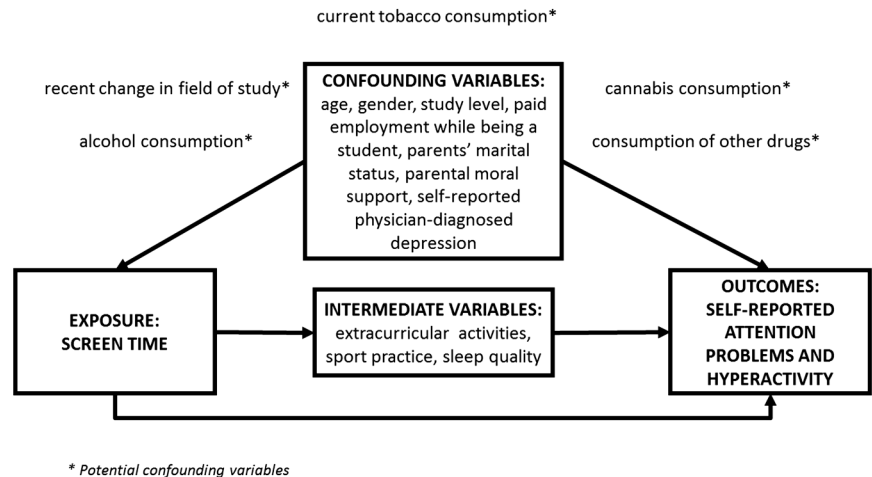 current tobacco consumption*
recent change in field of study*
alcohol consumption*
CONFOUNDING VARIABLES:
age, gender, study level, paid
employment while being a
student, parents’ marital
status, parental moral
support, self-reported
physician-diagnosed
depression
cannabis consumption*
consumption of other drugs*
EXPOSURE:
SCREEN TIME
INTERMEDIATE VARIABLES:
extracurricular activities,
sport practice, sleep quality
OUTCOMES:
SELF-REPORTED
ATTENTION
PROBLEMS AND
HYPERACTIVITY
* Potential confounding variables